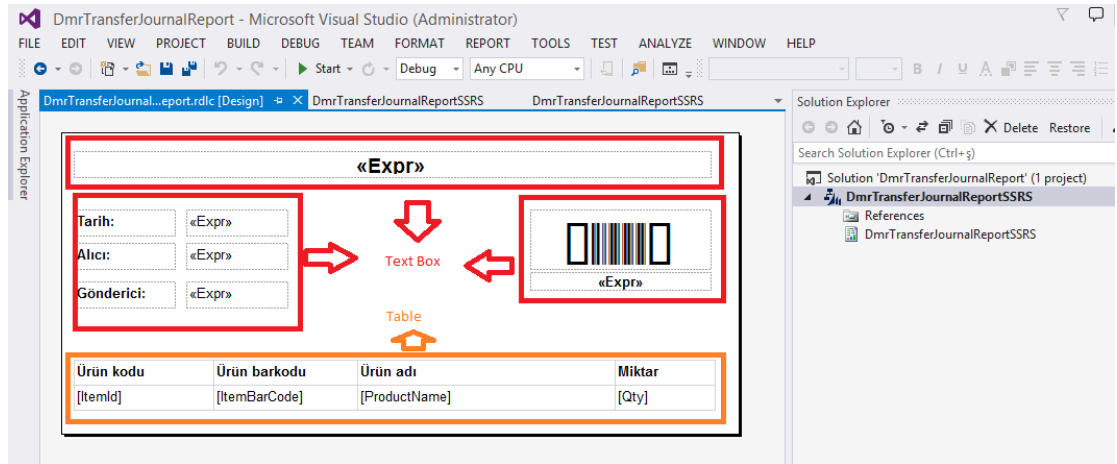 DmrTransferJournalReport - Microsoft Visual Studio (Administrator)
FILE EDIT VIEW PROJECT BUILD DEBUG TEAM FORMAT REPORT TOOLS TEST ANALYZE WINDOW HELP
Start Debug Any CPU B I U A
Application Explorer
DmrTransferJournal...eport.rdlc [Design] DmrTransferJournalReportSSRS DmrTransferJournalReportSSRS
«Expr»
Tarih: «Expr»
Alıcı: «Expr»
Gönderici: «Expr»
Text Box
«Expr»
Table
Ürün kodu Ürün barkodu Ürün adı Miktar
[ItemId] [ItemBarCode] [ProductName] [Qty]
Solution Explorer
Delete Restore
Search Solution Explorer (Ctrl+ş)
Solution 'DmrTransferJournalReport' (1 project)
DmrTransferJournalReportSSRS
References
DmrTransferJournalReportSSRS